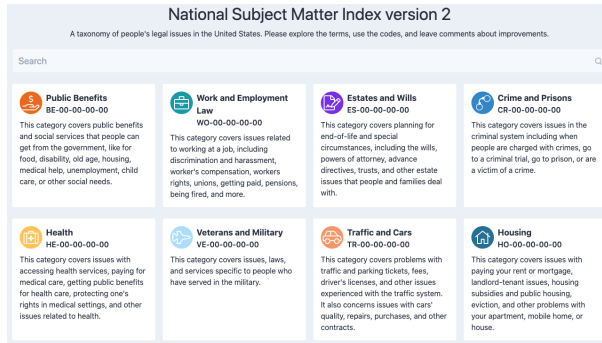 National Subject Matter Index version 2
A taxonomy of people's legal issues in the United States. Please explore the terms, use the codes, and leave comments about improvements.
Search
Public Benefits
BE-00-00-00-00
This category covers public benefits
and social services that people can
get from the government, like for
food, disability, old age, housing,
medical help, unemployment, child
care, or other social needs.
Work and Employment
Law
WO-00-00-00-00
This category covers issues related
to working at a job, including
discrimination and harassment,
worker's compensation, workers
rights, unions, getting paid, pensions,
being fired, and more.
Estates and Wills
ES-00-00-00-00
This category covers planning for
end-of-life and special
circumstances, including the wills,
powers of attorney, advance
directives, trusts, and other estate
issues that people and families deal
with.
Crime and Prisons
CR-00-00-00-00
This category covers issues in the
criminal system including when
people are charged with crimes, go
to a criminal trial, go to prison, or are
a victim of a crime.
Health
HE-00-00-00-00
This category covers issues with
accessing health services, paying for
medical care, getting public benefits
for health care, protecting one's
rights in medical settings, and other
issues related to health.
Veterans and Military
VE-00-00-00-00
This category covers issues, laws,
and services specific to people who
have served in the military.
Traffic and Cars
TR-00-00-00-00
This category covers problems with
traffic and parking tickets, fees,
driver's licenses, and other issues
experienced with the traffic system.
It also concerns issues with cars'
quality, repairs, purchases, and other
contracts.
Housing
HO-00-00-00-00
This category covers issues with
paying your rent or mortgage,
landlord-tenant issues, housing
subsidies and public housing,
eviction, and other problems with
your apartment, mobile home, or
house.